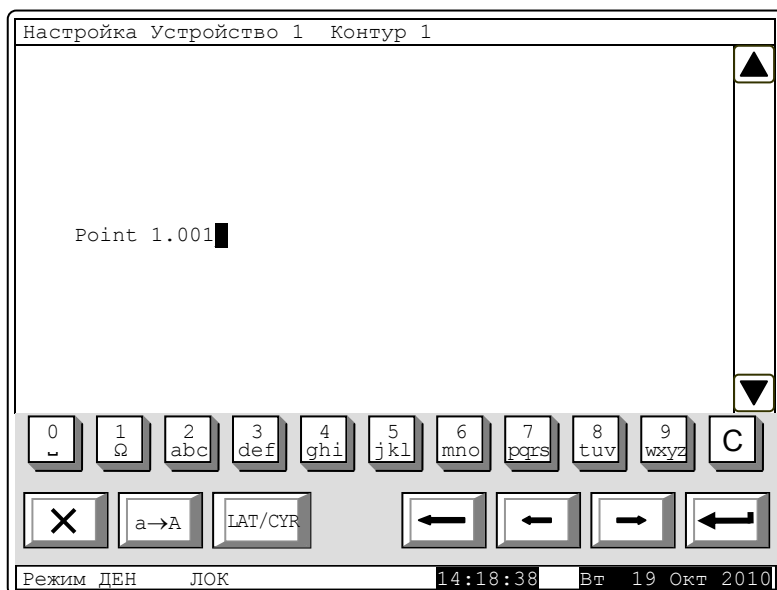 Настройка Устройство 1 Контур 1
Point 1.001
0 1 2 3 4 5 6 7 8 9 C
␣ Ω abc def ghi jkl mno pqrs tuv wxyz
a→A LAT/CYR
Режим ДЕН ЛОК 14:18:38 Вт 19 Окт 2010